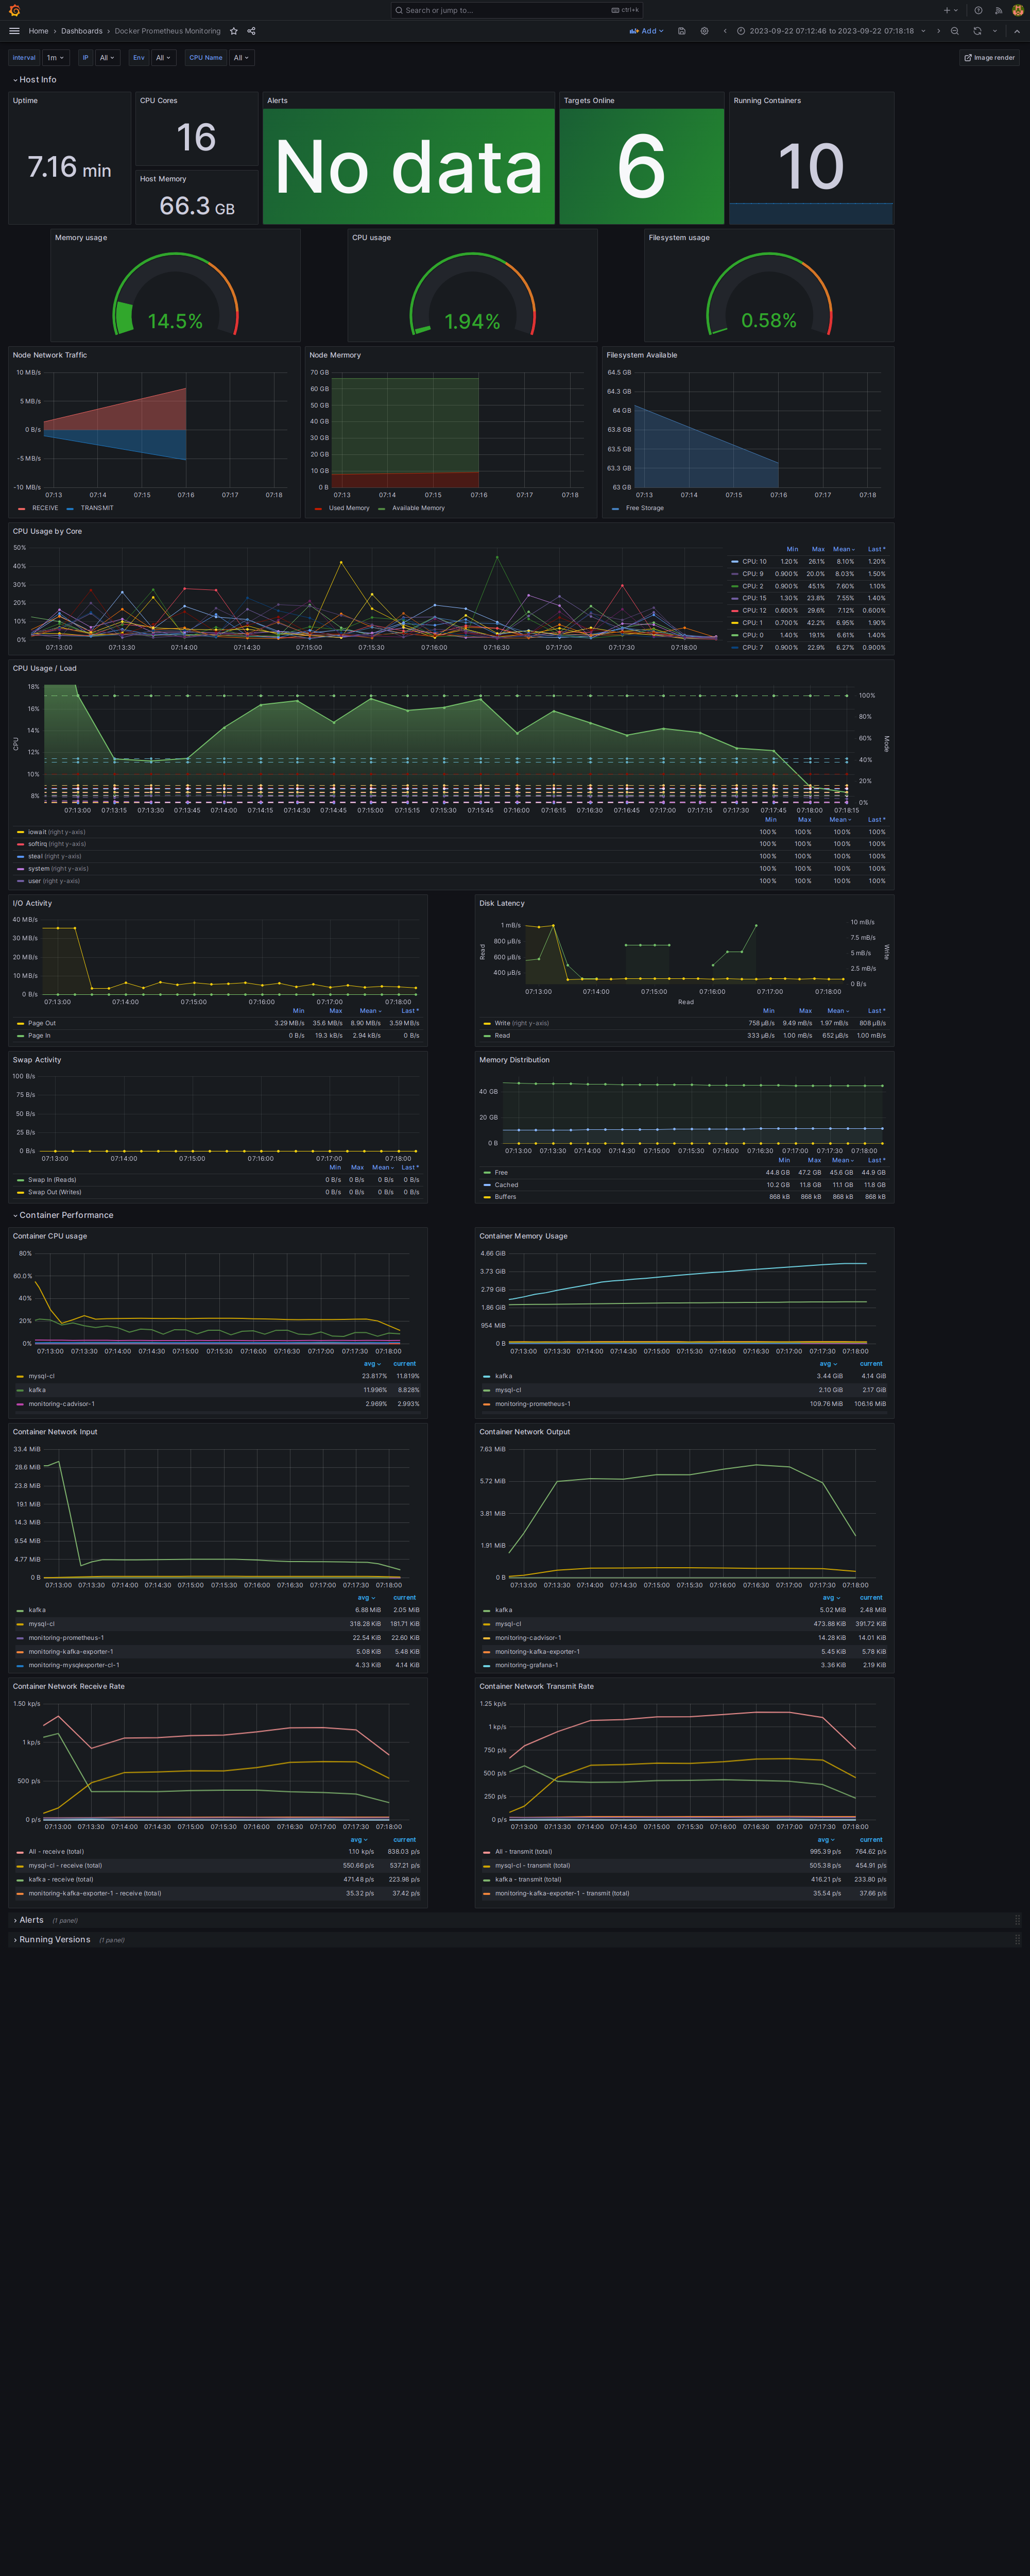 Search or jump to...
ctrl+k
Home › Dashboards › Docker Prometheus Monitoring
Add
2023-09-22 07:12:46 to 2023-09-22 07:18:18
Interval 1m IP All Env All CPU Name All
Image render
Host Info
Uptime
7.16 min
CPU Cores
16
Host Memory
66.3 GB
Alerts
No data
Targets Online
6
Running Containers
10
Memory usage
14.5%
CPU usage
1.94%
Filesystem usage
0.58%
Node Network Traffic
10 MB/s
5 MB/s
0 B/s
-5 MB/s
-10 MB/s
07:13 07:14 07:15 07:16 07:17 07:18
RECEIVE TRANSMIT
Node Mermory
70 GB
60 GB
50 GB
40 GB
30 GB
20 GB
10 GB
0 B
07:13 07:14 07:15 07:16 07:17 07:18
Used Memory Available Memory
Filesystem Available
64.5 GB
64.3 GB
64 GB
63.8 GB
63.5 GB
63.3 GB
63 GB
07:13 07:14 07:15 07:16 07:17 07:18
Free Storage
CPU Usage by Core
50%
40%
30%
20%
10%
0%
07:13:00 07:13:30 07:14:00 07:14:30 07:15:00 07:15:30 07:16:00 07:16:30 07:17:00 07:17:30 07:18:00
Min Max Mean Last *
CPU: 10 1.20% 26.1% 8.10% 1.20%
CPU: 9 0.900% 20.0% 8.03% 1.50%
CPU: 2 0.900% 45.1% 7.60% 1.10%
CPU: 15 1.30% 23.8% 7.55% 1.40%
CPU: 12 0.600% 29.6% 7.12% 0.600%
CPU: 1 0.700% 42.2% 6.95% 1.90%
CPU: 0 1.40% 19.1% 6.61% 1.40%
CPU: 7 0.900% 22.9% 6.27% 0.900%
CPU Usage / Load
CPU
18%
16%
14%
12%
10%
8%
100%
80%
60%
40%
20%
0%
Mode
07:13:00 07:13:15 07:13:30 07:13:45 07:14:00 07:14:15 07:14:30 07:14:45 07:15:00 07:15:15 07:15:30 07:15:45 07:16:00 07:16:15 07:16:30 07:16:45 07:17:00 07:17:15 07:17:30 07:17:45 07:18:00 07:18:15
Min Max Mean Last *
iowait (right y-axis) 100% 100% 100% 100%
softirq (right y-axis) 100% 100% 100% 100%
steal (right y-axis) 100% 100% 100% 100%
system (right y-axis) 100% 100% 100% 100%
user (right y-axis) 100% 100% 100% 100%
I/O Activity
40 MB/s
30 MB/s
20 MB/s
10 MB/s
0 B/s
07:13:00 07:14:00 07:15:00 07:16:00 07:17:00 07:18:00
Min Max Mean Last *
Page Out 3.29 MB/s 35.6 MB/s 8.90 MB/s 3.59 MB/s
Page In 0 B/s 19.3 kB/s 2.94 kB/s 0 B/s
Disk Latency
Read
1 mB/s
800 µB/s
600 µB/s
400 µB/s
10 mB/s
7.5 mB/s
5 mB/s
2.5 mB/s
0 B/s
Write
07:13:00 07:14:00 07:15:00 07:16:00 07:17:00 07:18:00
Read
Min Max Mean Last *
Write (right y-axis) 758 µB/s 9.49 mB/s 1.97 mB/s 808 µB/s
Read 333 µB/s 1.00 mB/s 652 µB/s 1.00 mB/s
Swap Activity
100 B/s
75 B/s
50 B/s
25 B/s
0 B/s
07:13:00 07:14:00 07:15:00 07:16:00 07:17:00 07:18:00
Min Max Mean Last *
Swap In (Reads) 0 B/s 0 B/s 0 B/s 0 B/s
Swap Out (Writes) 0 B/s 0 B/s 0 B/s 0 B/s
Memory Distribution
40 GB
20 GB
0 B
07:13:00 07:13:30 07:14:00 07:14:30 07:15:00 07:15:30 07:16:00 07:16:30 07:17:00 07:17:30 07:18:00
Min Max Mean Last *
Free 44.8 GB 47.2 GB 45.6 GB 44.9 GB
Cached 10.2 GB 11.8 GB 11.1 GB 11.8 GB
Buffers 868 kB 868 kB 868 kB 868 kB
Container Performance
Container CPU usage
80%
60.0%
40%
20%
0%
07:13:00 07:13:30 07:14:00 07:14:30 07:15:00 07:15:30 07:16:00 07:16:30 07:17:00 07:17:30 07:18:00
avg current
mysql-cl 23.817% 11.819%
kafka 11.996% 8.828%
monitoring-cadvisor-1 2.969% 2.993%
Container Memory Usage
4.66 GiB
3.73 GiB
2.79 GiB
1.86 GiB
954 MiB
0 B
07:13:00 07:13:30 07:14:00 07:14:30 07:15:00 07:15:30 07:16:00 07:16:30 07:17:00 07:17:30 07:18:00
avg current
kafka 3.44 GiB 4.14 GiB
mysql-cl 2.10 GiB 2.17 GiB
monitoring-prometheus-1 109.76 MiB 106.16 MiB
Container Network Input
33.4 MiB
28.6 MiB
23.8 MiB
19.1 MiB
14.3 MiB
9.54 MiB
4.77 MiB
0 B
07:13:00 07:13:30 07:14:00 07:14:30 07:15:00 07:15:30 07:16:00 07:16:30 07:17:00 07:17:30 07:18:00
avg current
kafka 6.88 MiB 2.05 MiB
mysql-cl 318.28 KiB 181.71 KiB
monitoring-prometheus-1 22.54 KiB 22.60 KiB
monitoring-kafka-exporter-1 5.08 KiB 5.48 KiB
monitoring-mysqlexporter-cl-1 4.33 KiB 4.14 KiB
Container Network Output
7.63 MiB
5.72 MiB
3.81 MiB
1.91 MiB
0 B
07:13:00 07:13:30 07:14:00 07:14:30 07:15:00 07:15:30 07:16:00 07:16:30 07:17:00 07:17:30 07:18:00
avg current
kafka 5.02 MiB 2.48 MiB
mysql-cl 473.88 KiB 391.72 KiB
monitoring-cadvisor-1 14.28 KiB 14.01 KiB
monitoring-kafka-exporter-1 5.45 KiB 5.78 KiB
monitoring-grafana-1 3.36 KiB 2.19 KiB
Container Network Receive Rate
1.50 kp/s
1 kp/s
500 p/s
0 p/s
07:13:00 07:13:30 07:14:00 07:14:30 07:15:00 07:15:30 07:16:00 07:16:30 07:17:00 07:17:30 07:18:00
avg current
All - receive (total) 1.10 kp/s 838.03 p/s
mysql-cl - receive (total) 550.66 p/s 537.21 p/s
kafka - receive (total) 471.48 p/s 223.98 p/s
monitoring-kafka-exporter-1 - receive (total) 35.32 p/s 37.42 p/s
Container Network Transmit Rate
1.25 kp/s
1 kp/s
750 p/s
500 p/s
250 p/s
0 p/s
07:13:00 07:13:30 07:14:00 07:14:30 07:15:00 07:15:30 07:16:00 07:16:30 07:17:00 07:17:30 07:18:00
avg current
All - transmit (total) 995.39 p/s 764.62 p/s
mysql-cl - transmit (total) 505.38 p/s 454.91 p/s
kafka - transmit (total) 416.21 p/s 233.80 p/s
monitoring-kafka-exporter-1 - transmit (total) 35.54 p/s 37.66 p/s
Alerts (1 panel)
Running Versions (1 panel)